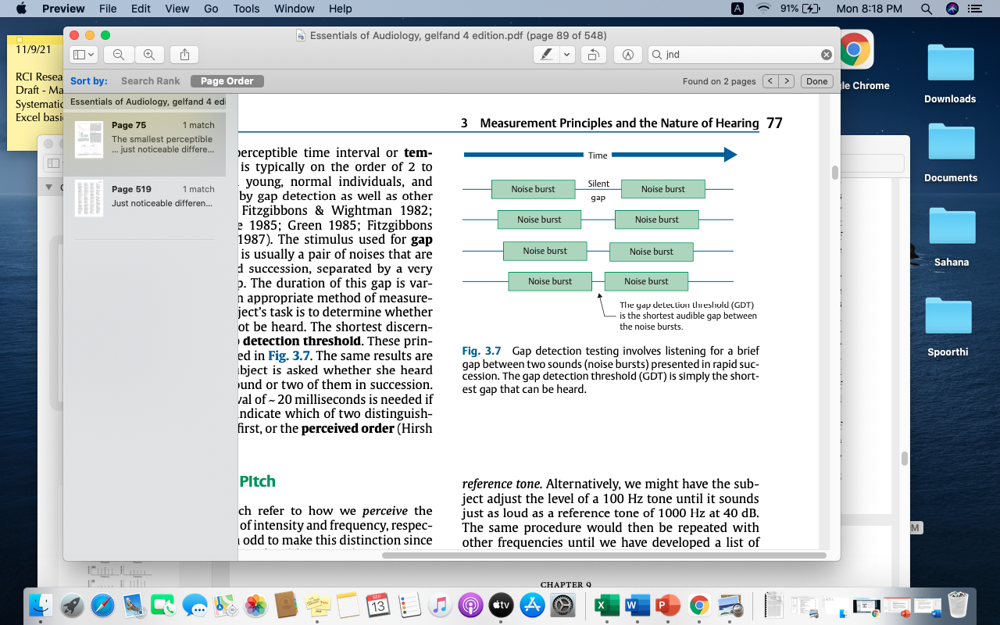 Preview File Edit View Go Tools Window Help
A 91% Mon 8:18 PM
Essentials of Audiology, gelfand 4 edition.pdf (page 89 of 548)
11/9/21
RCI Resea
Draft - Ma
Systematic
Excel basi
jnd
Sort by: Search Rank Page Order
Found on 2 pages < > Done
Essentials of Audiology, gelfand 4 edi
Page 75 1 match
The smallest perceptible
... just noticeable differe...
Page 519 1 match
Just noticeable differen...
3 Measurement Principles and the Nature of Hearing 77
perceptible time interval or tem-
is typically on the order of 2 to
young, normal individuals, and
by gap detection as well as other
Fitzgibbons & Wightman 1982;
e 1985; Green 1985; Fitzgibbons
1987). The stimulus used for gap
is usually a pair of noises that are
d succession, separated by a very
p. The duration of this gap is var-
n appropriate method of measure-
ject's task is to determine whether
ot be heard. The shortest discern-
detection threshold. These prin-
ed in Fig. 3.7. The same results are
bject is asked whether she heard
ound or two of them in succession.
val of ~ 20 milliseconds is needed if
indicate which of two distinguish-
first, or the perceived order (Hirsh
Pitch
ch refer to how we perceive the
of intensity and frequency, respec-
odd to make this distinction since
Time
Noise burst Silent gap Noise burst
Noise burst Noise burst
Noise burst Noise burst
Noise burst Noise burst
The gap detection threshold (GDT)
is the shortest audible gap between
the noise bursts.
Fig. 3.7 Gap detection testing involves listening for a brief
gap between two sounds (noise bursts) presented in rapid suc-
cession. The gap detection threshold (GDT) is simply the short-
est gap that can be heard.
reference tone. Alternatively, we might have the sub-
ject adjust the level of a 100 Hz tone until it sounds
just as loud as a reference tone of 1000 Hz at 40 dB.
The same procedure would then be repeated with
other frequencies until we have developed a list of
le Chrome
Downloads
Documents
Sahana
Spoorthi
M
CHAPTER 9
SEP
13
tv
X W P